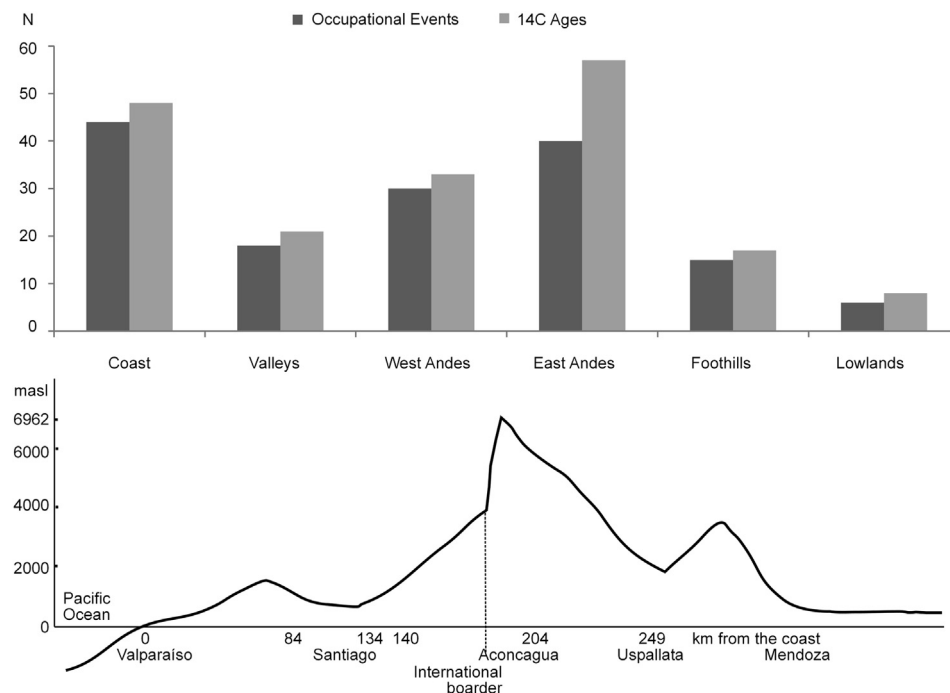 N
Occupational Events 14C Ages
60
50
40
30
20
10
0
Coast Valleys West Andes East Andes Foothills Lowlands
masl
6962
6000
4000
2000
Pacific
Ocean
0
0 84 134 140 204 249 km from the coast
Valparaíso Santiago Aconcagua Uspallata Mendoza
International
boarder